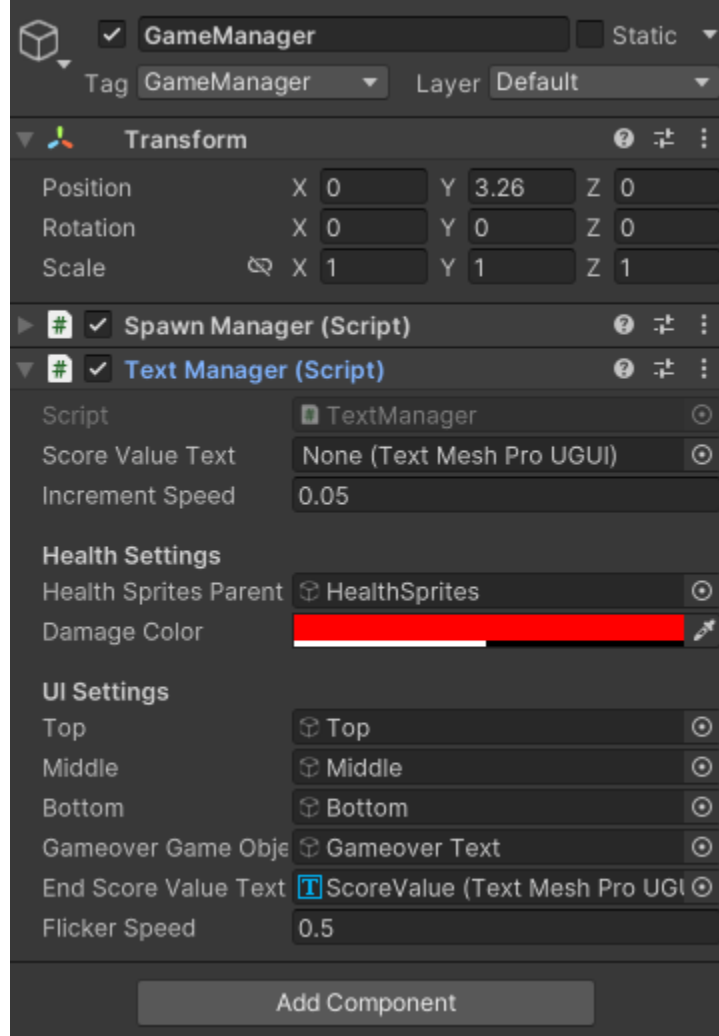 GameManager Static
Tag GameManager Layer Default
Transform
Position X 0 Y 3.26 Z 0
Rotation X 0 Y 0 Z 0
Scale X 1 Y 1 Z 1
# Spawn Manager (Script)
# Text Manager (Script)
Script # TextManager
Score Value Text None (Text Mesh Pro UGUI)
Increment Speed 0.05
Health Settings
Health Sprites Parent HealthSprites
Damage Color
UI Settings
Top Top
Middle Middle
Bottom Bottom
Gameover Game Obje Gameover Text
End Score Value Text T ScoreValue (Text Mesh Pro UGU
Flicker Speed 0.5
Add Component